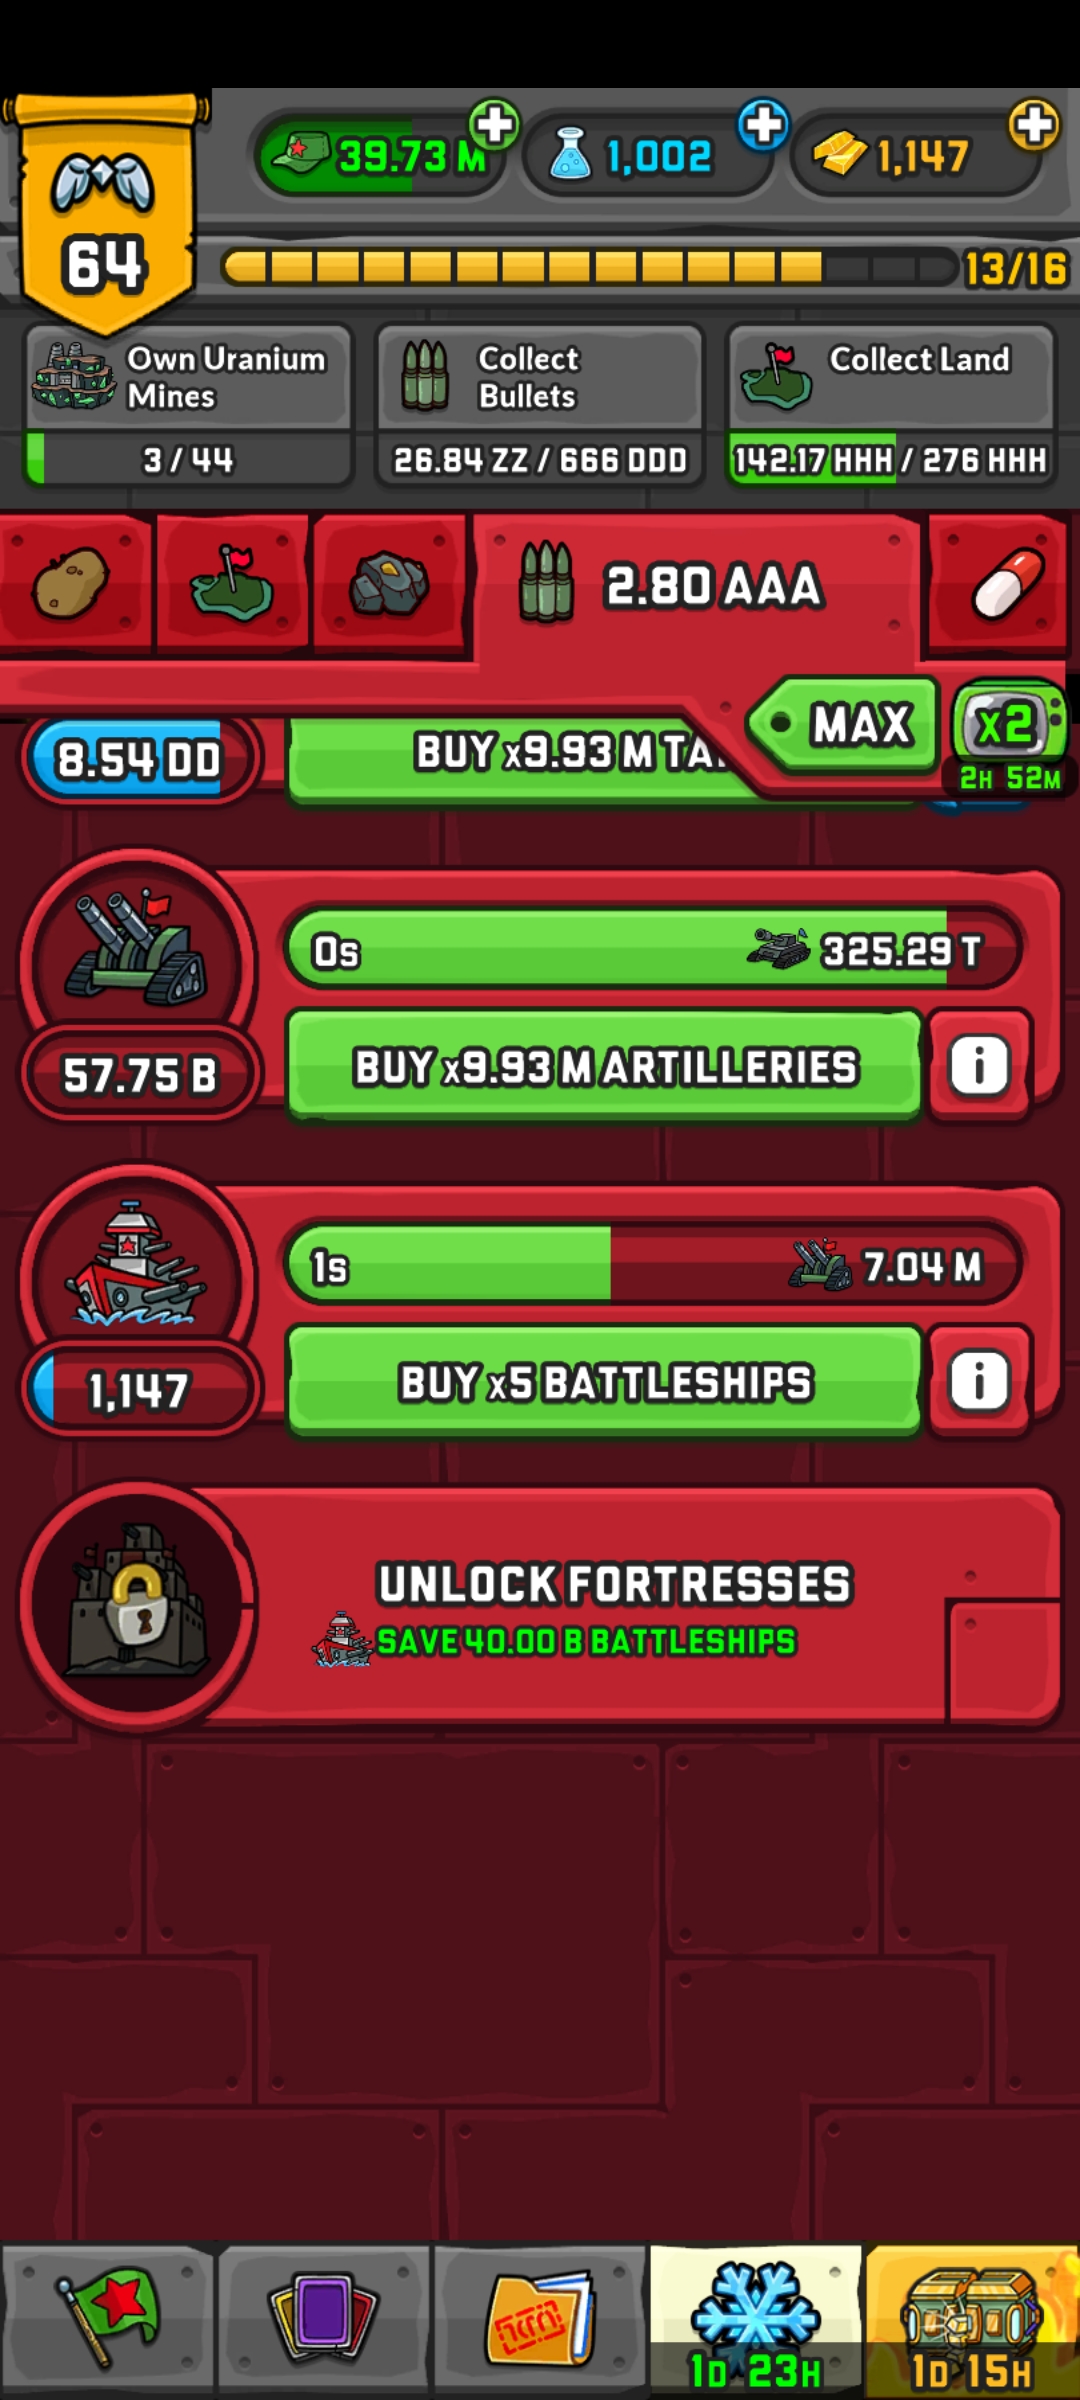 39.73 M
1,002
1,147
64
13/16
Own Uranium
Mines
Collect
Bullets
Collect Land
3 / 44
26.84 ZZ / 666 DDD
142.17 HHH / 276 HHH
2.80 AAA
MAX
x2
2H 52M
8.54 DD
BUY x9.93 M TA
0s
325.29 T
57.75 B
BUY x9.93 M ARTILLERIES
i
1s
7.04 M
1,147
BUY x5 BATTLESHIPS
i
UNLOCK FORTRESSES
SAVE 40.00 B BATTLESHIPS
1D 23H
1D 15H